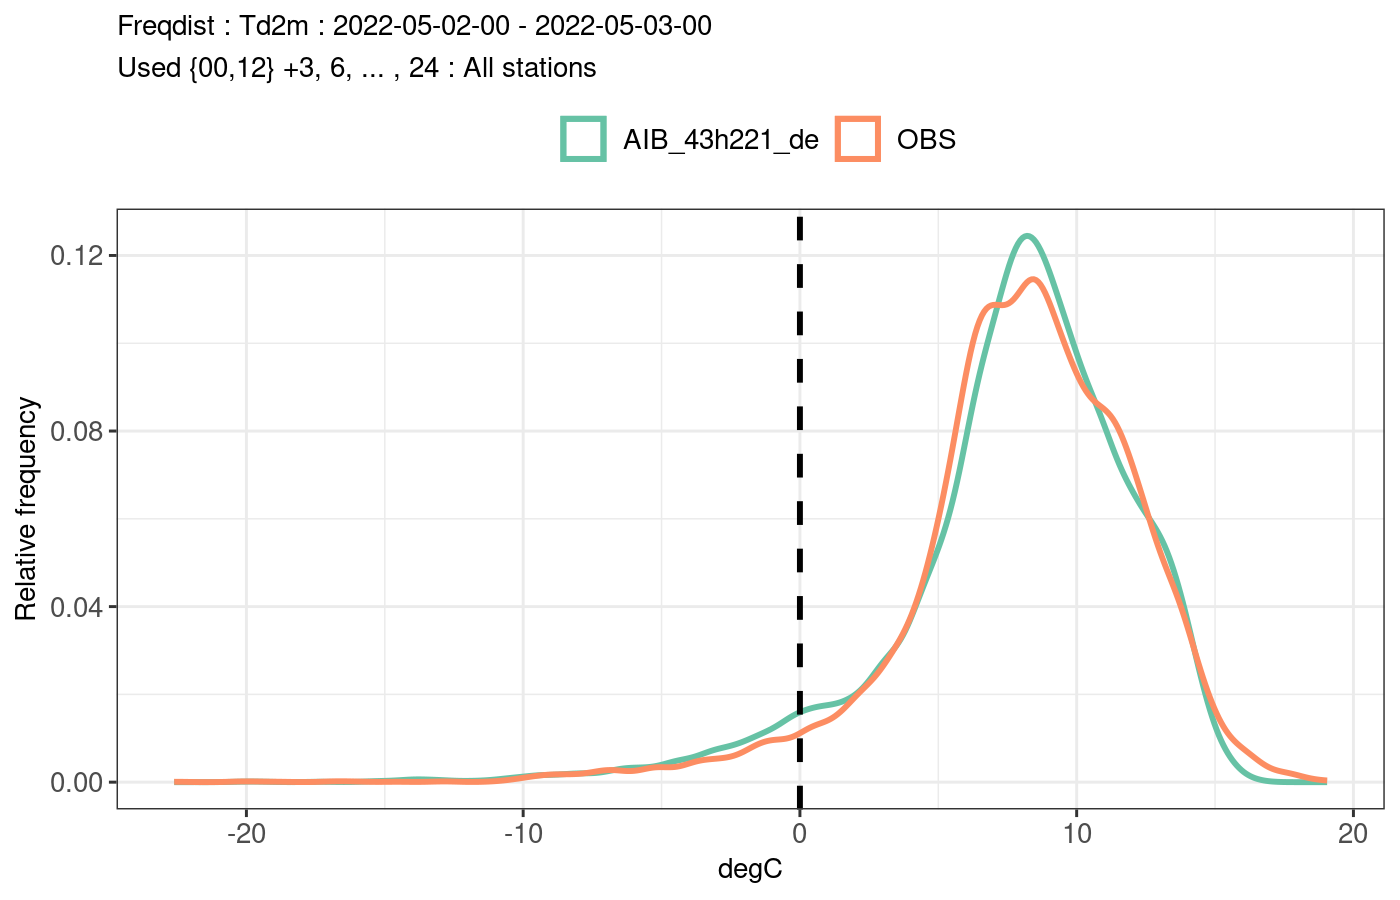 Freqdist : Td2m : 2022-05-02-00 - 2022-05-03-00
Used {00,12} +3, 6, ... , 24 : All stations
AIB_43h221_de OBS
0.12
0.08
0.04
0.00
Relative frequency
-20 -10 0 10 20
degC